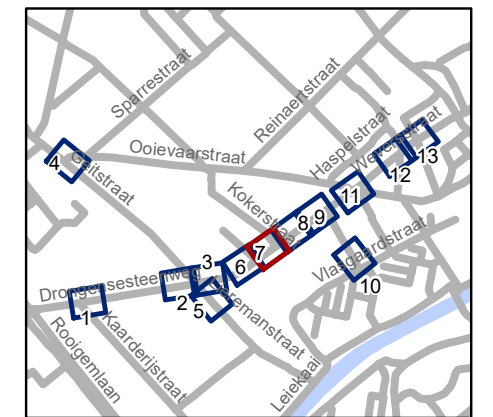 Sparrestraat
Reinaertstraat
Haspelstraat
Weversstraat
13
12
Ooievaarstraat
4
Geitstraat
Kokerstraat
11
8
9
7
Vlasgaardstraat
10
6
3
Drongensesteenweg
2
5
1
Rooigemlaan
Kaarderijstraat
Leiekaai